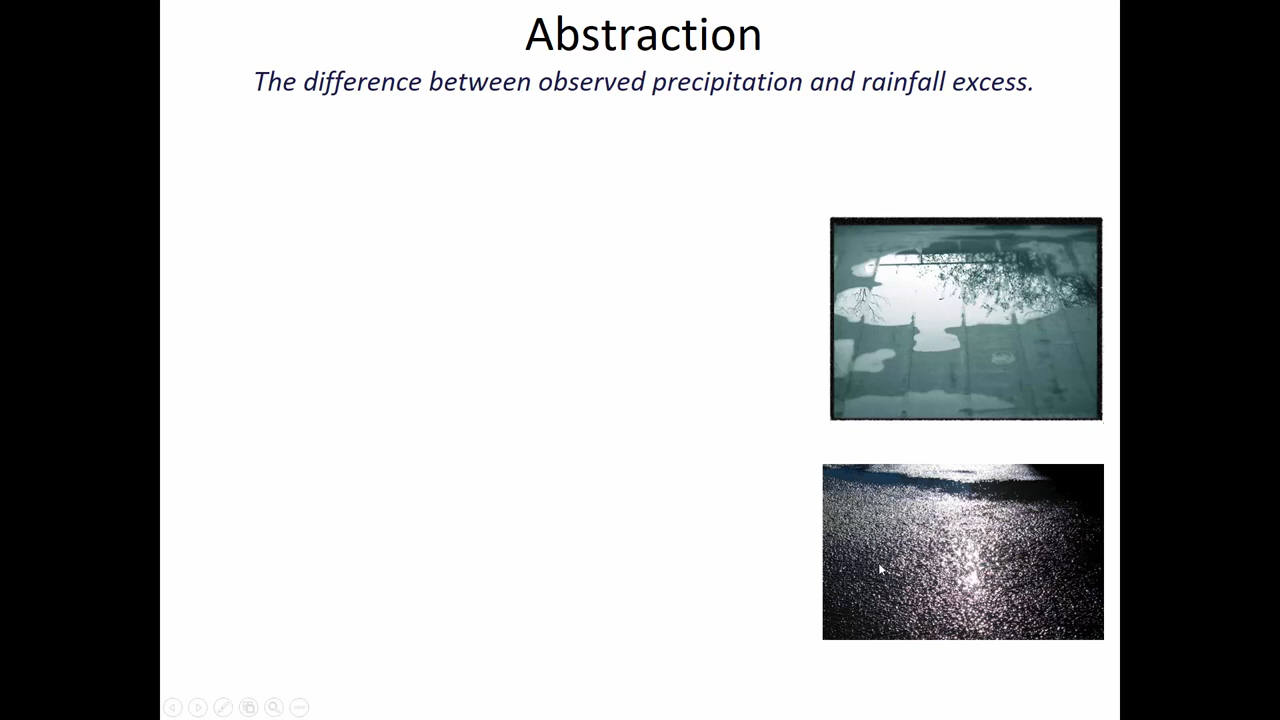 Abstraction
The difference between observed precipitation and rainfall excess.